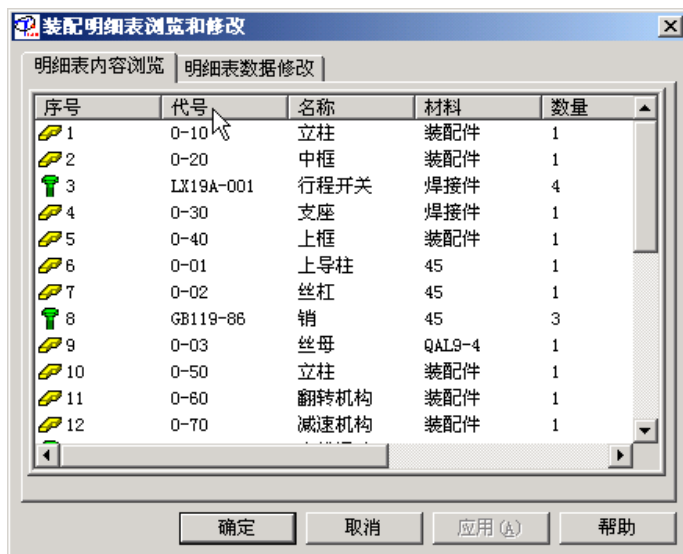 装配明细表浏览和修改
明细表内容浏览 明细表数据修改
序号 代号 名称 材料 数量
1 0-10 立柱 装配件 1
2 0-20 中框 装配件 1
3 LX19A-001 行程开关 焊接件 4
4 0-30 支座 焊接件 1
5 0-40 上框 装配件 1
6 0-01 上导柱 45 1
7 0-02 丝杠 45 1
8 GB119-86 销 45 3
9 0-03 丝母 QAL9-4 1
10 0-50 立柱 装配件 1
11 0-60 翻转机构 装配件 1
12 0-70 减速机构 装配件 1
确定 取消 应用(A) 帮助